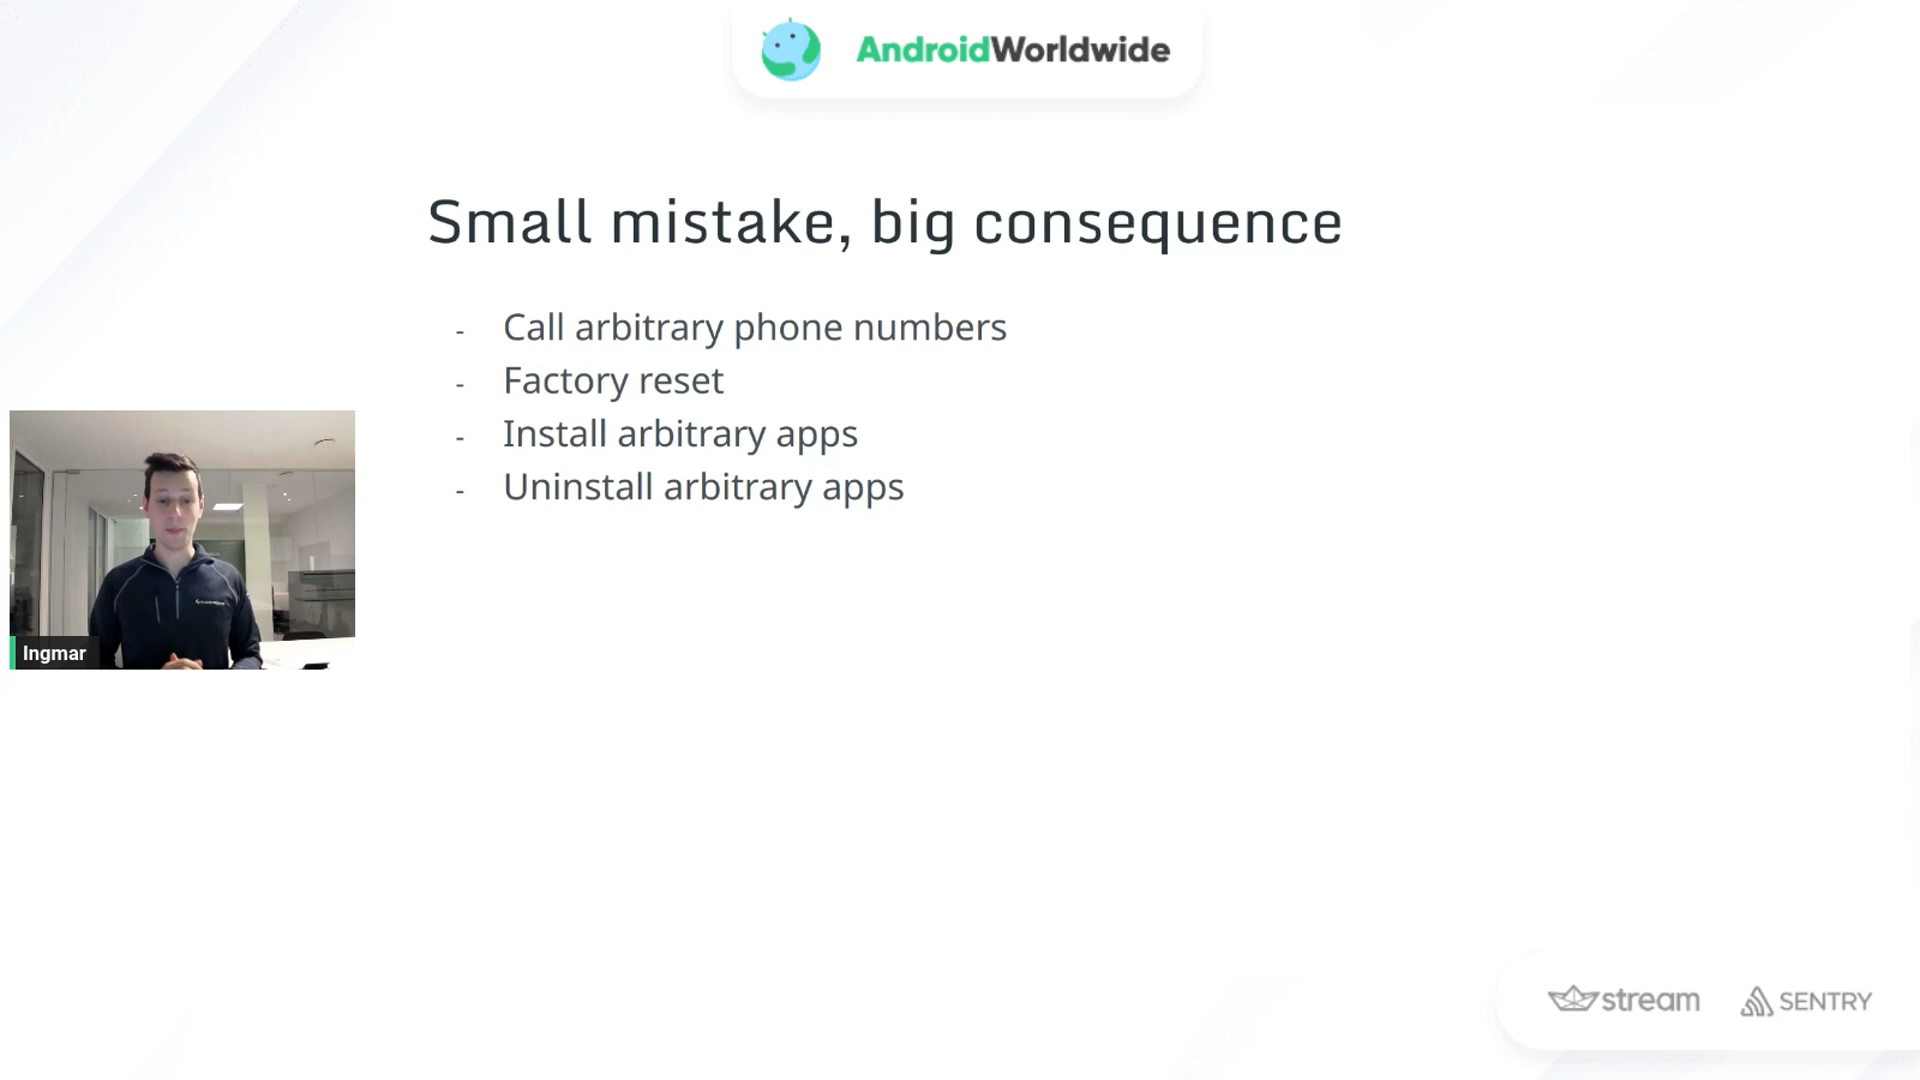 AndroidWorldwide
Small mistake, big consequence
- Call arbitrary phone numbers
- Factory reset
- Install arbitrary apps
- Uninstall arbitrary apps
Ingmar
stream
SENTRY